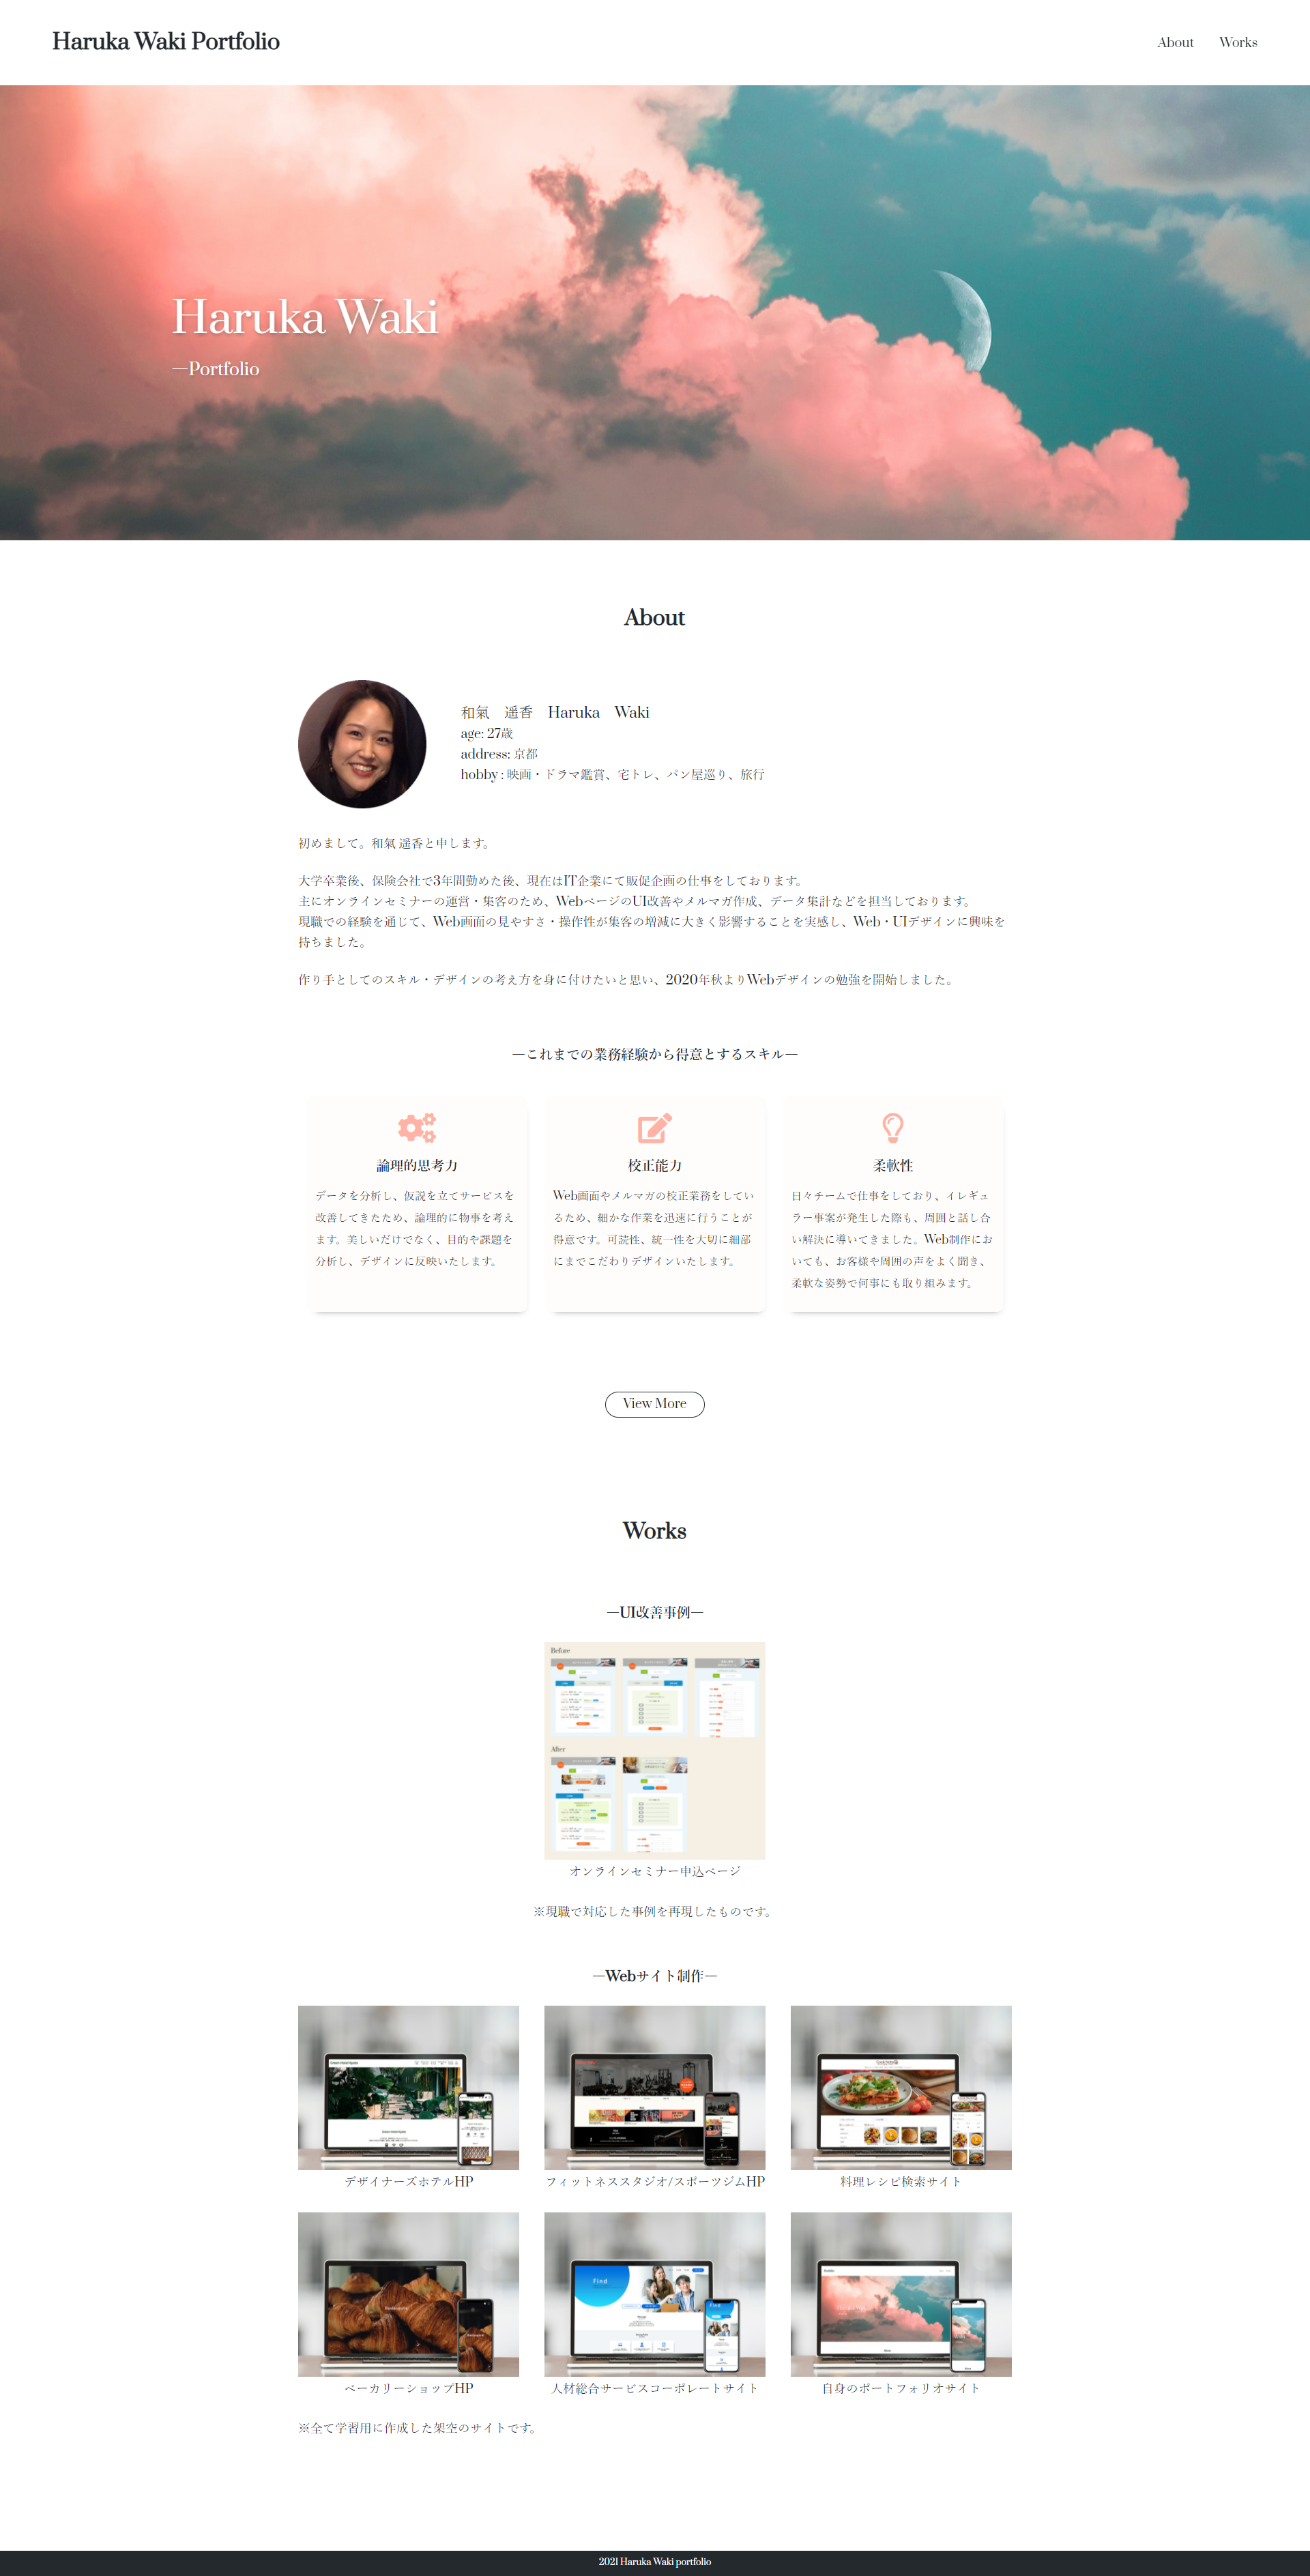 Haruka Waki Portfolio
About
Works
Haruka Waki
—Portfolio
About
和氣　遥香　Haruka　Waki
age: 27歳
address: 京都
hobby : 映画・ドラマ鑑賞、宅トレ、パン屋巡り、旅行
初めまして。和氣 遥香と申します。
大学卒業後、保険会社で3年間勤めた後、現在はIT企業にて販促企画の仕事をしております。
主にオンラインセミナーの運営・集客のため、WebページのUI改善やメルマガ作成、データ集計などを担当しております。
現職での経験を通じて、Web画面の見やすさ・操作性が集客の増減に大きく影響することを実感し、Web・UIデザインに興味を
持ちました。
作り手としてのスキル・デザインの考え方を身に付けたいと思い、2020年秋よりWebデザインの勉強を開始しました。
—これまでの業務経験から得意とするスキル—
論理的思考力
データを分析し、仮説を立てサービスを
改善してきたため、論理的に物事を考え
ます。美しいだけでなく、目的や課題を
分析し、デザインに反映いたします。
校正能力
Web画面やメルマガの校正業務をしてい
るため、細かな作業を迅速に行うことが
得意です。可読性、統一性を大切に細部
にまでこだわりデザインいたします。
柔軟性
日々チームで仕事をしており、イレギュ
ラー事案が発生した際も、周囲と話し合
い解決に導いてきました。Web制作にお
いても、お客様や周囲の声をよく聞き、
柔軟な姿勢で何事にも取り組みます。
View More
Works
—UI改善事例—
Before
After
オンラインセミナー申込ページ
※現職で対応した事例を再現したものです。
—Webサイト制作—
デザイナーズホテルHP
フィットネススタジオ/スポーツジムHP
料理レシピ検索サイト
Find
Find
ベーカリーショップHP
人材総合サービスコーポレートサイト
自身のポートフォリオサイト
※全て学習用に作成した架空のサイトです。
2021 Haruka Waki portfolio